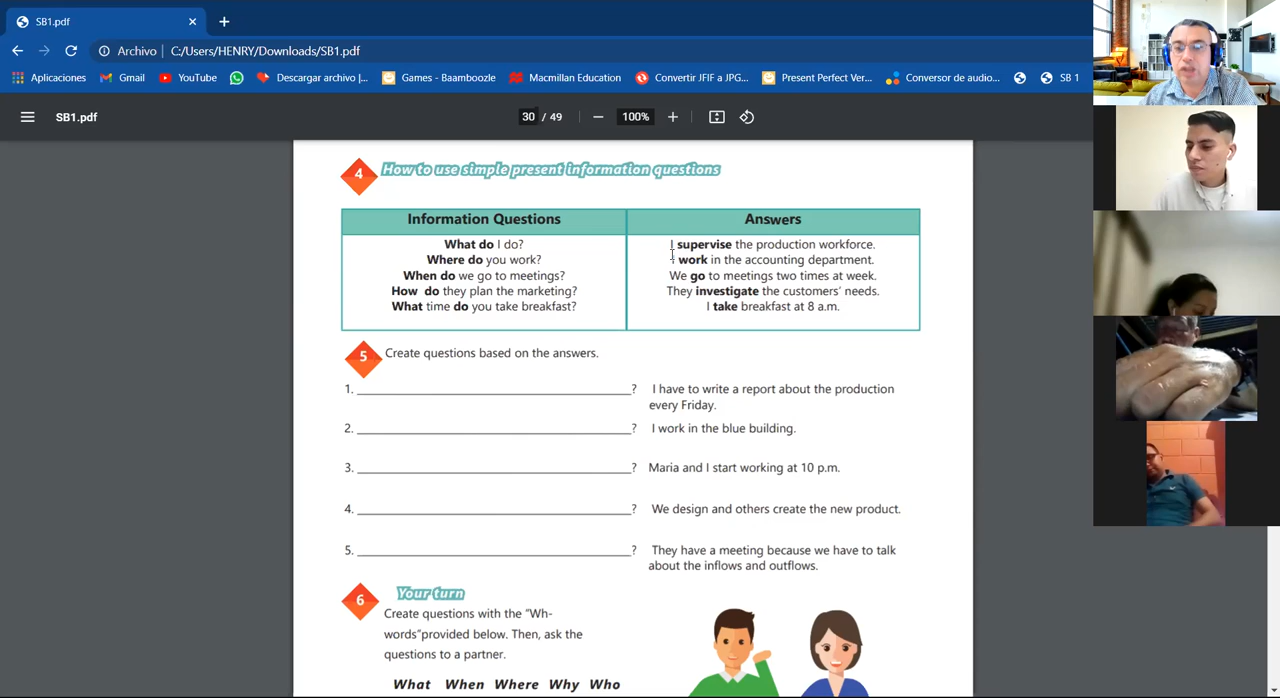 SB1.pdf
Archivo | C:/Users/HENRY/Downloads/SB1.pdf
Aplicaciones Gmail YouTube Descargar archivo |... Games - Baamboozle Macmillan Education Convertir JFIF a JPG... Present Perfect Ver... Conversor de audio... SB 1
SB1.pdf 30 / 49 100%
4 How to use simple present information questions
Information Questions Answers
What do I do? I supervise the production workforce.
Where do you work? I work in the accounting department.
When do we go to meetings? We go to meetings two times at week.
How do they plan the marketing? They investigate the customers' needs.
What time do you take breakfast? I take breakfast at 8 a.m.
5 Create questions based on the answers.
1. ? I have to write a report about the production
every Friday.
2. ? I work in the blue building.
3. ? Maria and I start working at 10 p.m.
4. ? We design and others create the new product.
5. ? They have a meeting because we have to talk
about the inflows and outflows.
6 Your turn
Create questions with the “Wh-
words”provided below. Then, ask the
questions to a partner.
What When Where Why Who